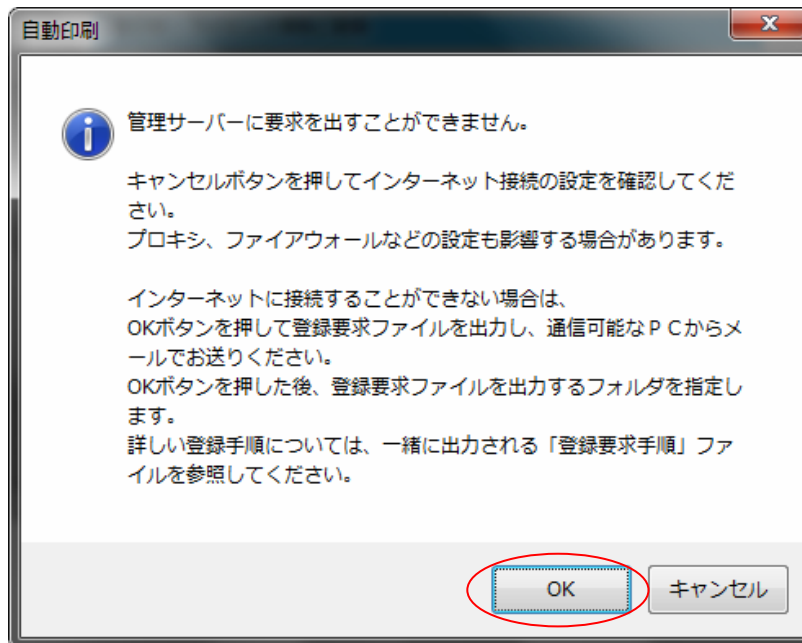 自動印刷
管理サーバーに要求を出すことができません。
キャンセルボタンを押してインターネット接続の設定を確認してくだ
さい。
プロキシ、ファイアウォールなどの設定も影響する場合があります。
インターネットに接続することができない場合は、
OKボタンを押して登録要求ファイルを出力し、通信可能なＰＣからメ
ールでお送りください。
OKボタンを押した後、登録要求ファイルを出力するフォルダを指定し
ます。
詳しい登録手順については、一緒に出力される「登録要求手順」ファ
イルを参照してください。
OK
キャンセル